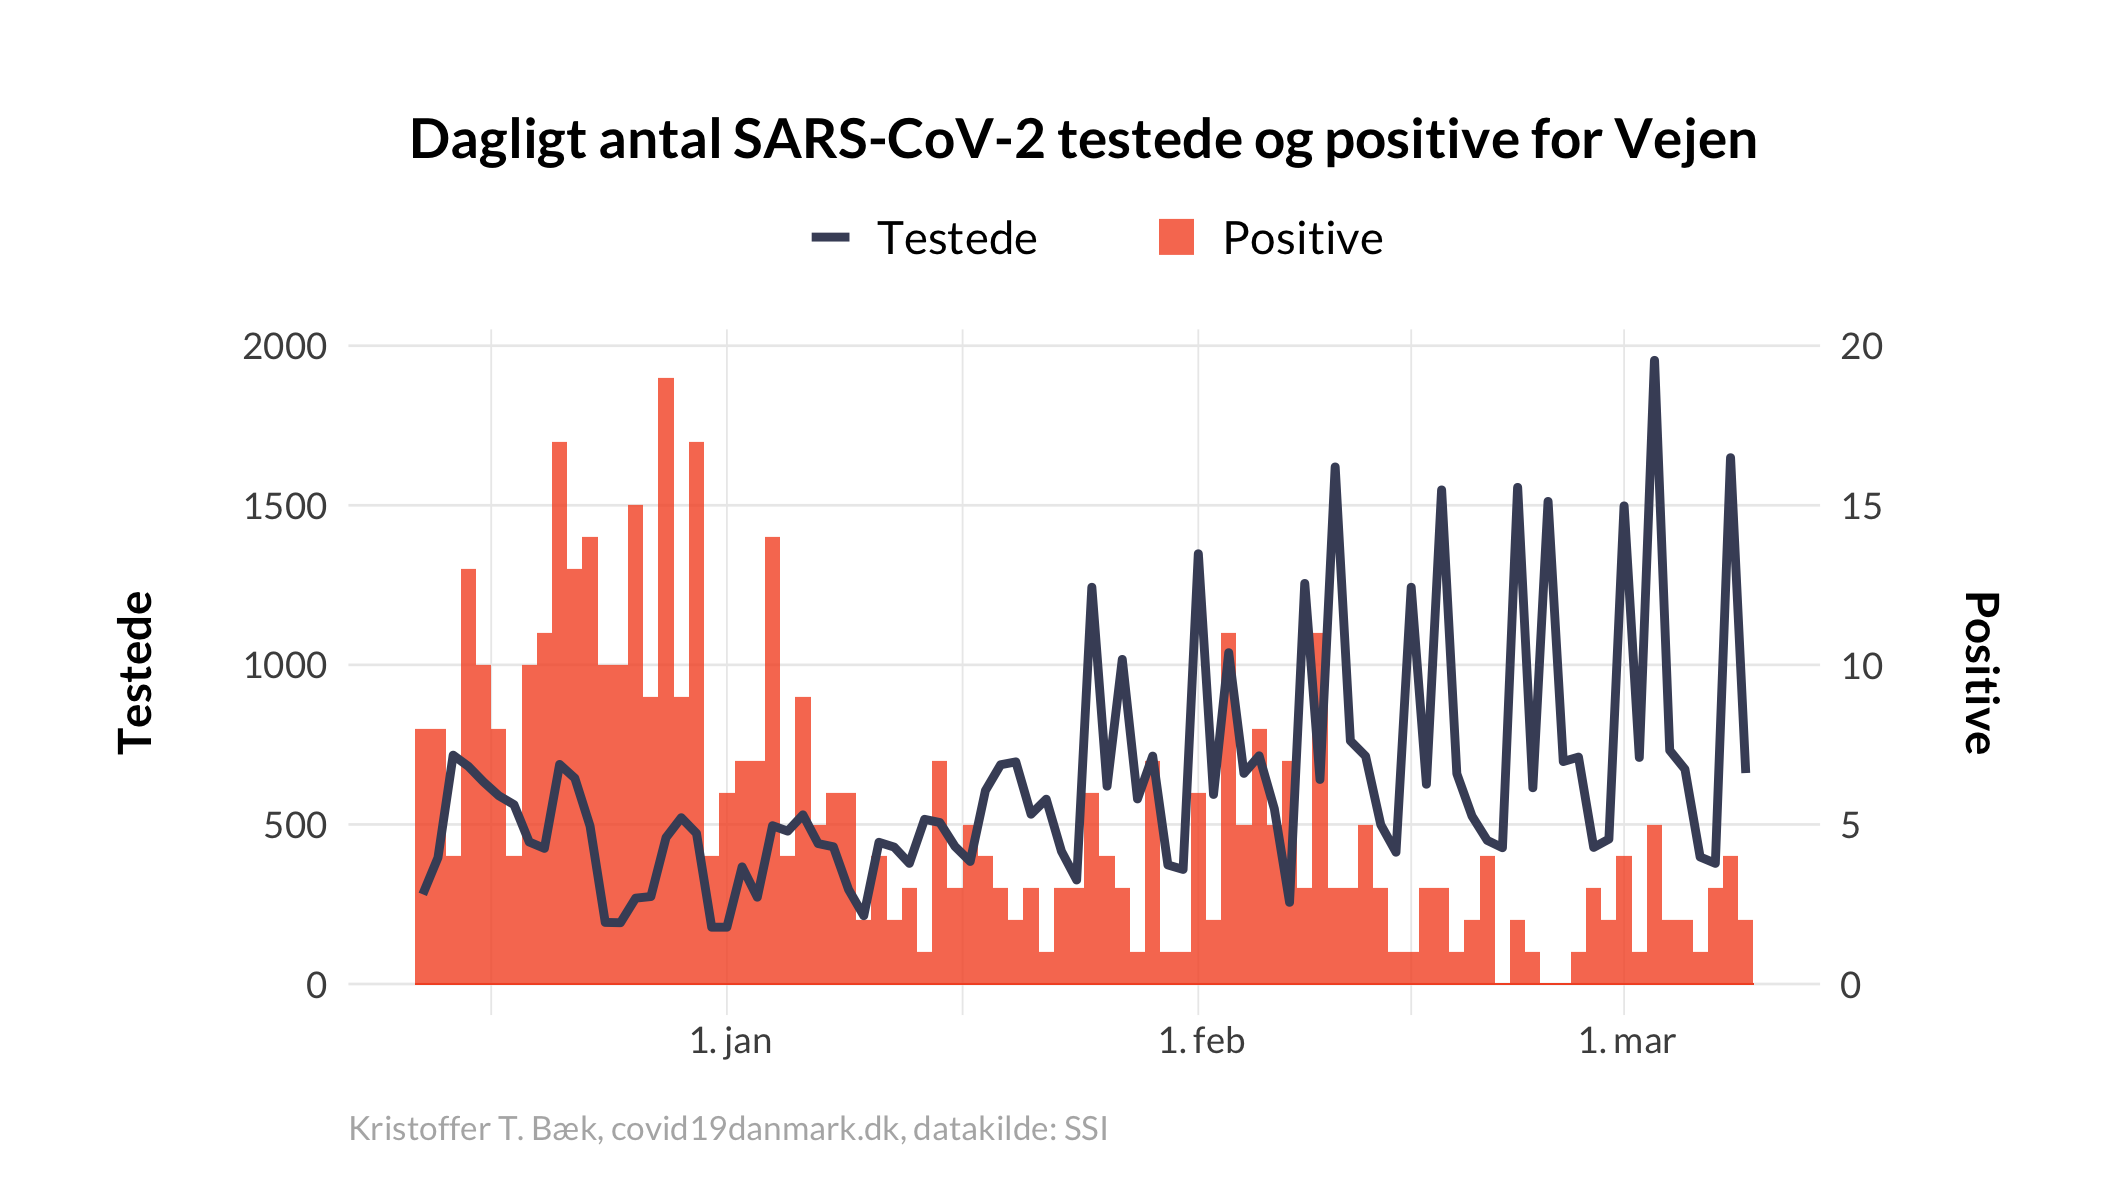 Dagligt antal SARS-CoV-2 testede og positive for Vejen
Testede
Positive
2000
1500
1000
500
0
Testede
20
15
10
5
0
Positive
1. jan
1. feb
1. mar
Kristoffer T. Bæk, covid19danmark.dk, datakilde: SSI